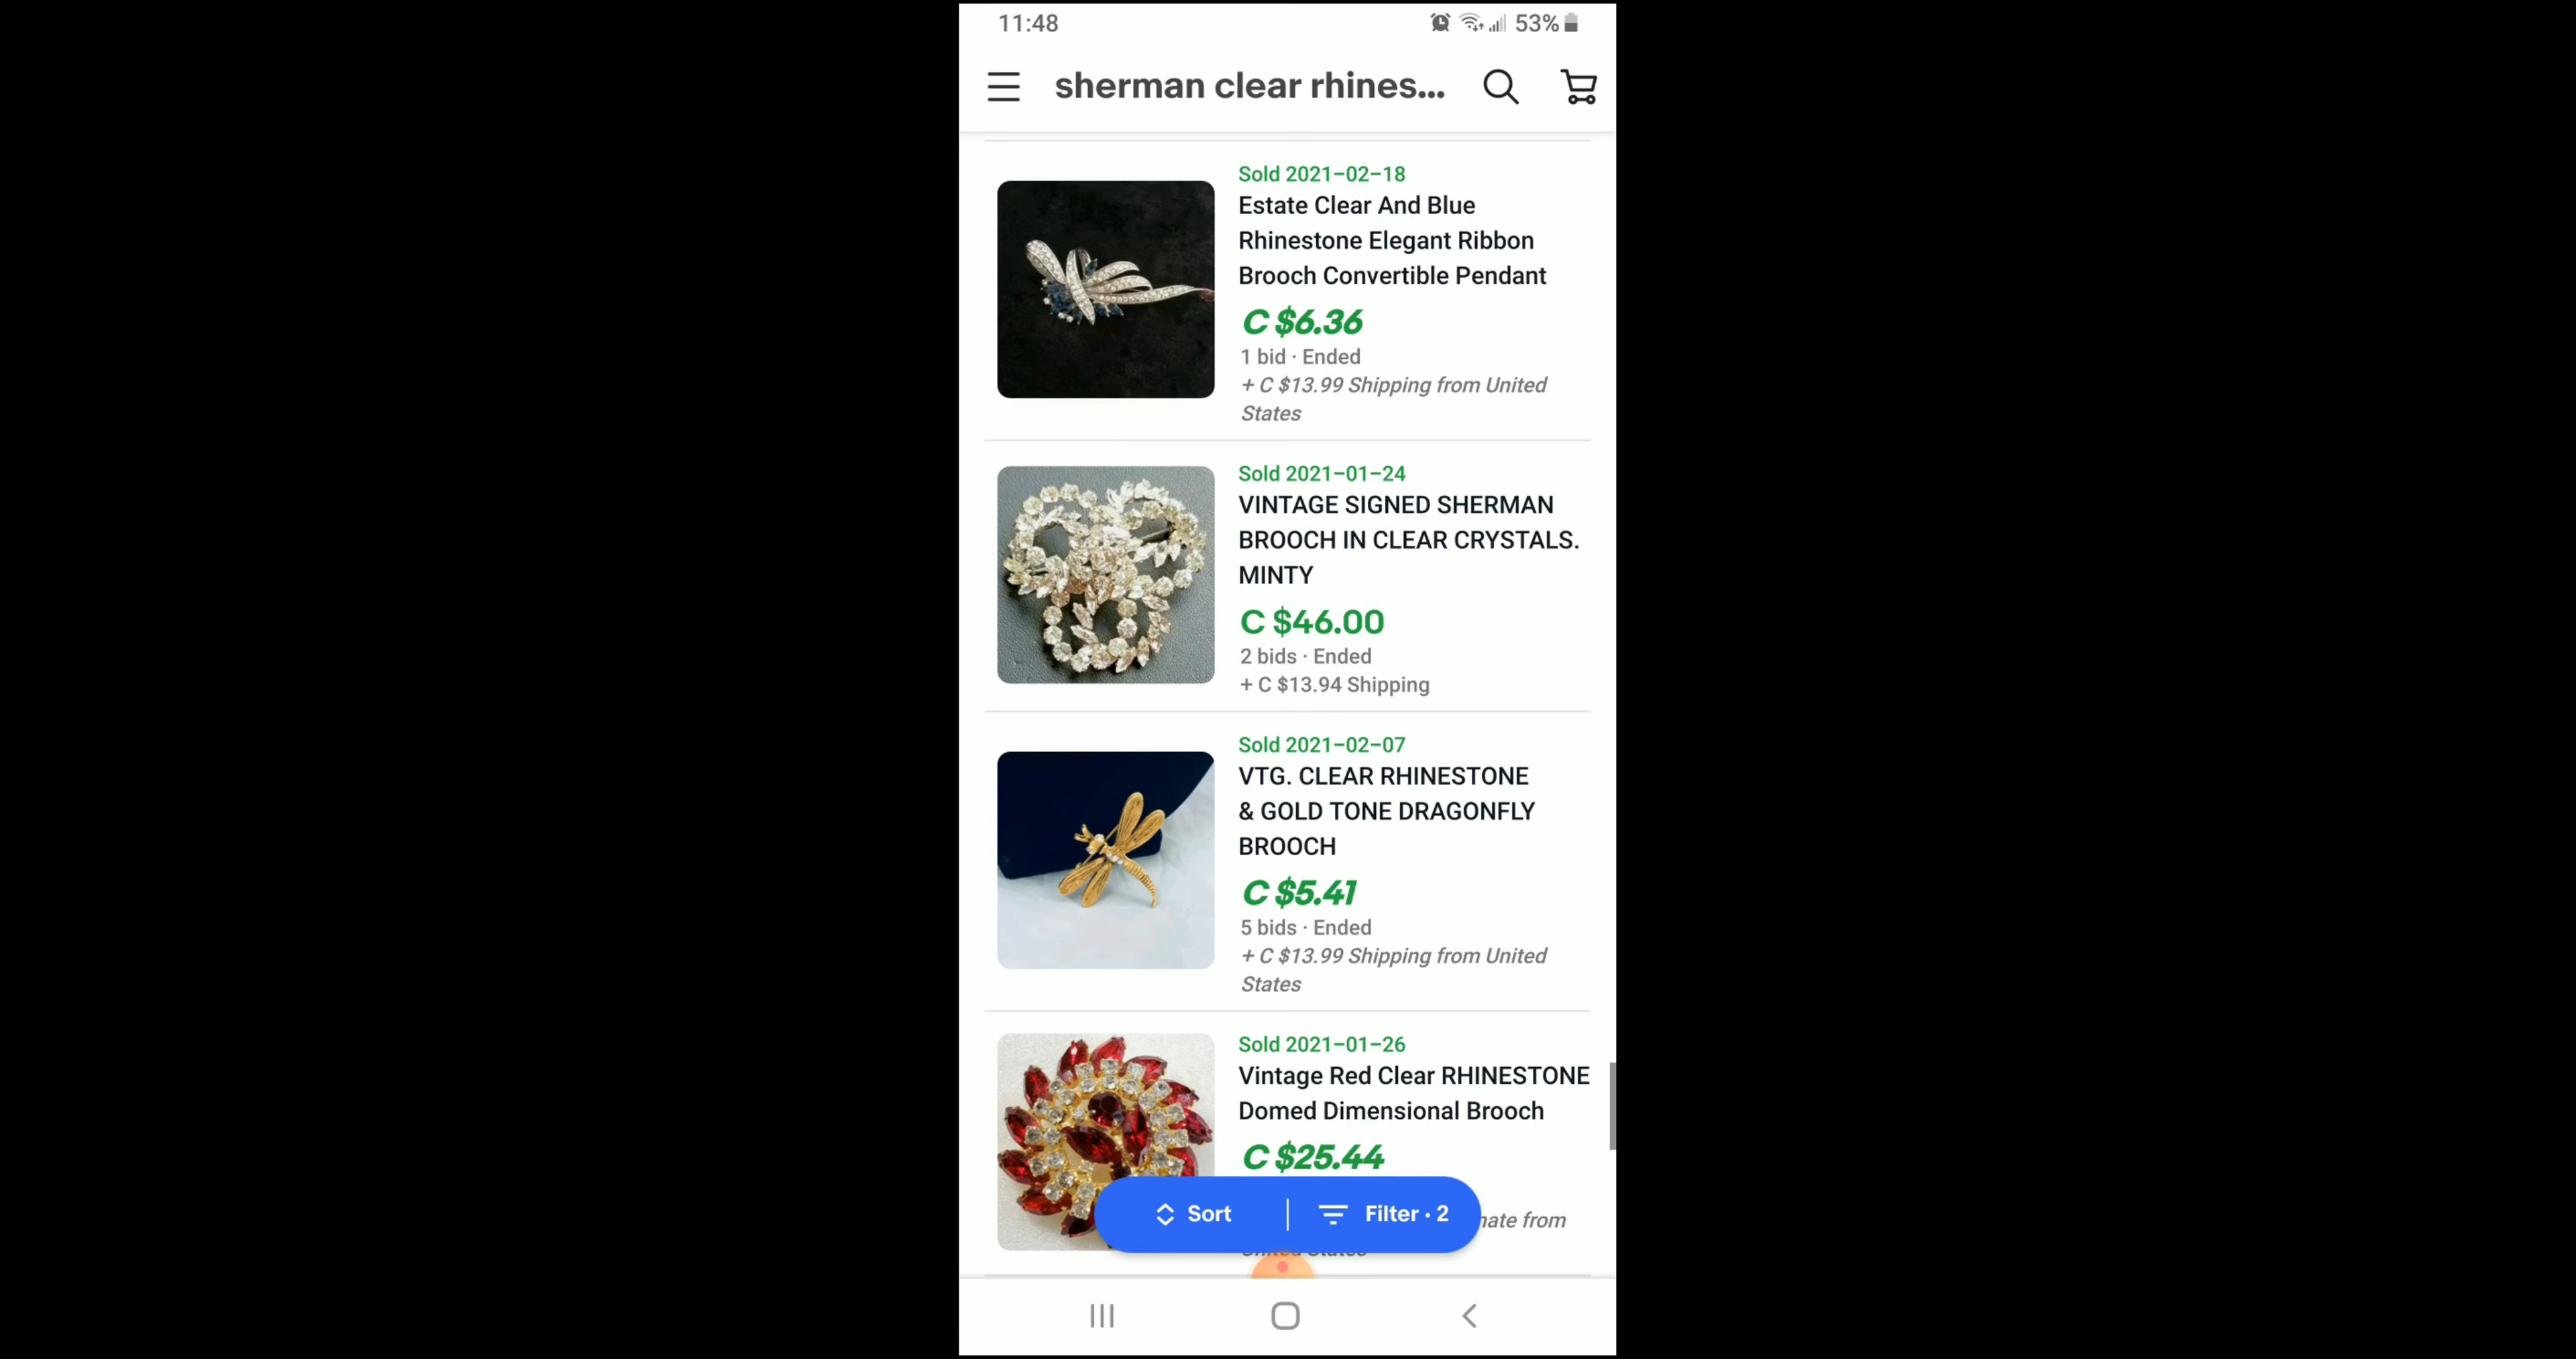 11:48
53%
sherman clear rhines...
Sold 2021-02-18
Estate Clear And Blue
Rhinestone Elegant Ribbon
Brooch Convertible Pendant
C $6.36
1 bid · Ended
+ C $13.99 Shipping from United
States
Sold 2021-01-24
VINTAGE SIGNED SHERMAN
BROOCH IN CLEAR CRYSTALS.
MINTY
C $46.00
2 bids · Ended
+ C $13.94 Shipping
Sold 2021-02-07
VTG. CLEAR RHINESTONE
& GOLD TONE DRAGONFLY
BROOCH
C $5.41
5 bids · Ended
+ C $13.99 Shipping from United
States
Sold 2021-01-26
Vintage Red Clear RHINESTONE
Domed Dimensional Brooch
C $25.44
Sort
Filter · 2
from